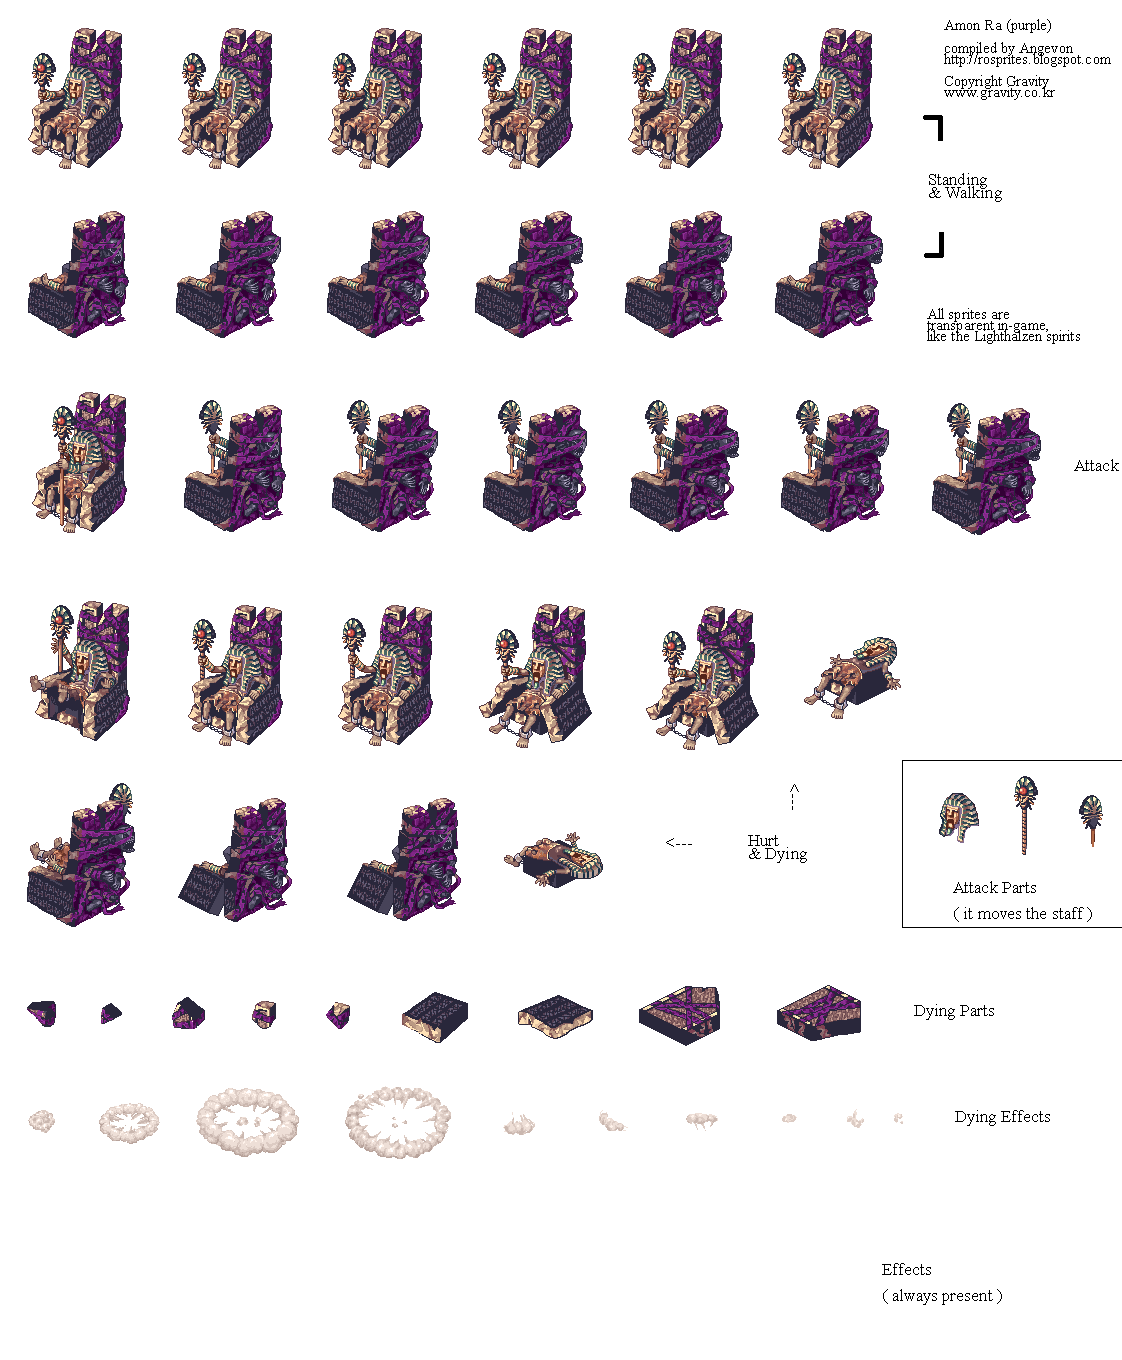 Amon Ra (purple)
compiled by Angevon
http://rosprites.blogspot.com
Copyright Gravity
www.gravity.co.kr
Standing
& Walking
All sprites are
transparent in-game,
like the Lighthalzen spirits
Attack
^
¦
<---
Hurt
& Dying
Attack Parts
( it moves the staff )
Dying Parts
Dying Effects
Effects
( always present )